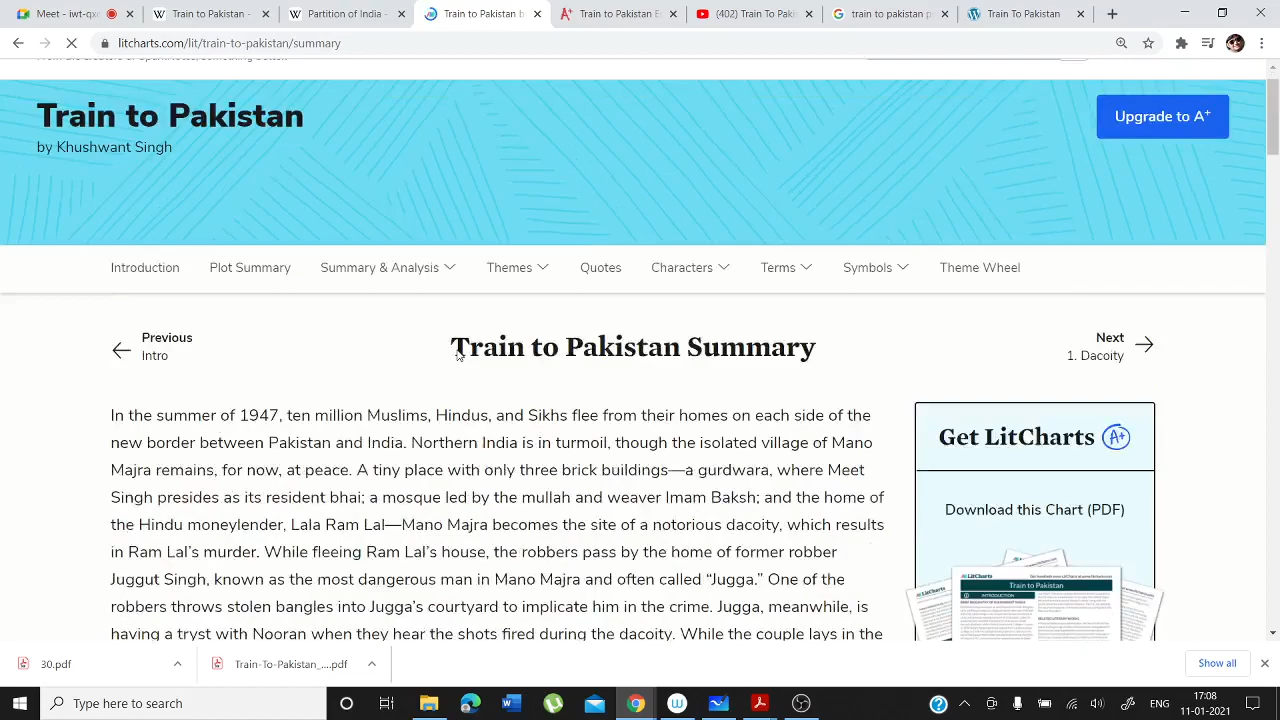 Meet - iwt-
Train to Pakistan -
Partition of India -
Train to Pakistan b
Train to Pakistan E
(402) Train to Pak
train to pakistan p
Train To Pakistan
litcharts.com/lit/train-to-pakistan/summary
Train to Pakistan
by Khushwant Singh
Upgrade to A+
Introduction
Plot Summary
Summary & Analysis
Themes
Quotes
Characters
Terms
Symbols
Theme Wheel
Previous
Intro
Train to Pakistan Summary
Next
1. Dacoity
In the summer of 1947, ten million Muslims, Hindus, and Sikhs flee from their homes on each side of the
new border between Pakistan and India. Northern India is in turmoil, though the isolated village of Mano
Majra remains, for now, at peace. A tiny place with only three brick buildings—a gurdwara, where Meet
Singh presides as its resident bhai; a mosque led by the mullah and weaver Imam Baksh; and the home of
the Hindu moneylender, Lala Ram Lal—Mano Majra becomes the site of a notorious dacoity, which results
in Ram Lal's murder. While fleeing Ram Lal's house, the robbers pass by the home of former robber
Juggut Singh, known as the most dangerous man in Mano Majra and often called "Jugga." One of the
robbers throws stolen bangles into Jugga's courtyard to implicate him in the crime. Jugga, meanwhile, is
having a tryst with Nooran when they hear the shots fired during the dacoity. When
in the
Get LitCharts A+
Download this Chart (PDF)
LitCharts
Train to Pakistan
INTRODUCTION
30.pdf
Train-To-Pakistan,....pdf
Show all
Type here to search
ENG
17:08
11-01-2021